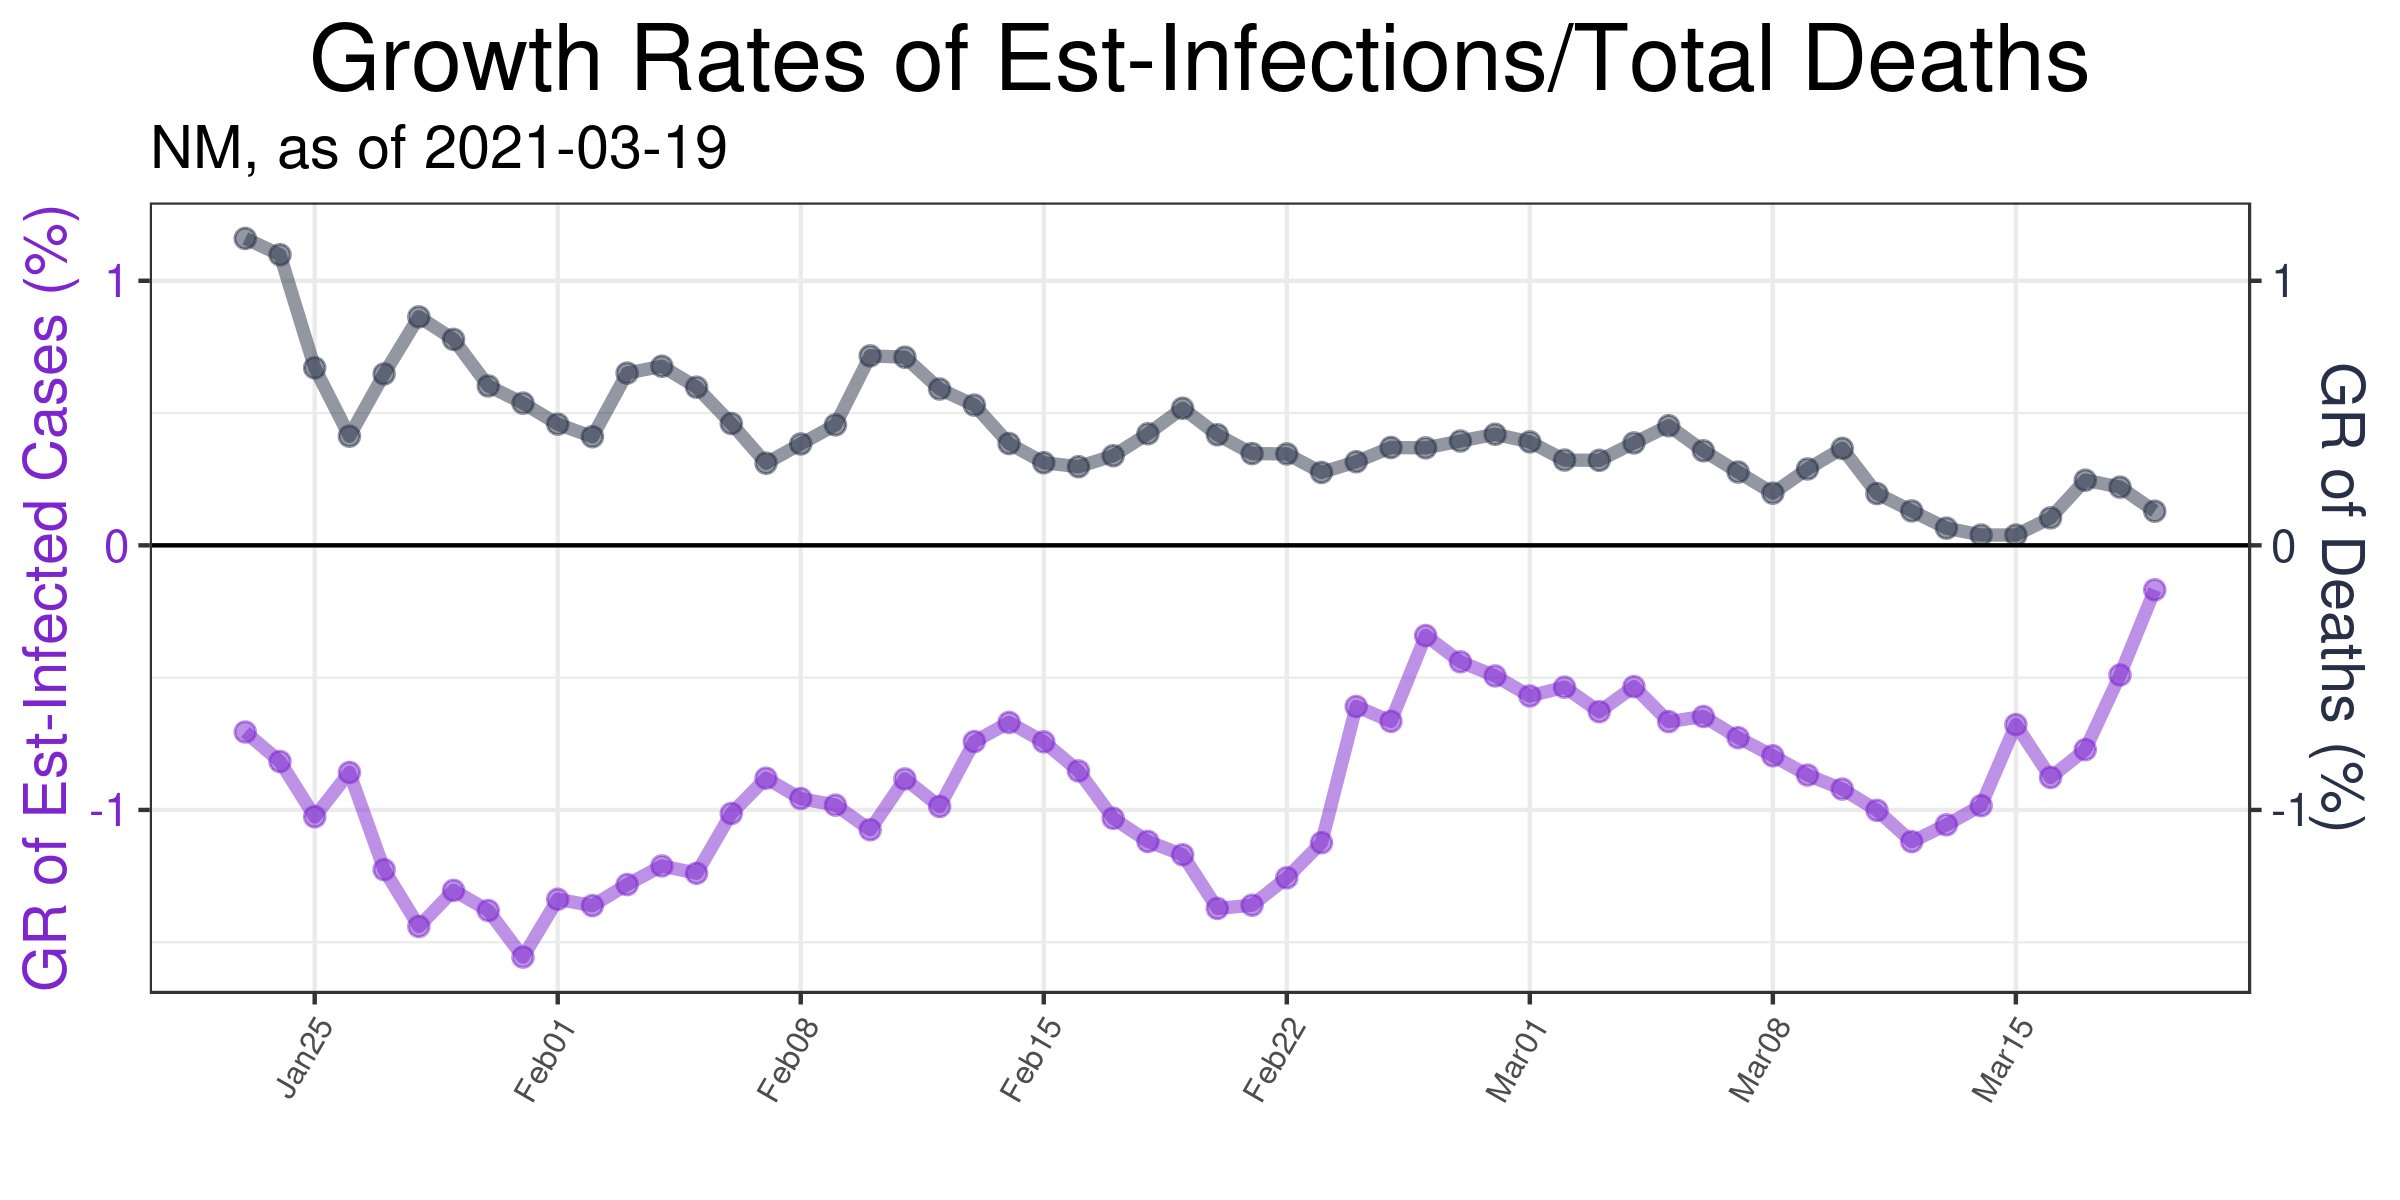 Growth Rates of Est-Infections/Total Deaths
NM, as of 2021-03-19
GR of Est-Infected Cases (%)
1
0
-1
1
0
-1
GR of Deaths (%)
Jan25
Feb01
Feb08
Feb15
Feb22
Mar01
Mar08
Mar15